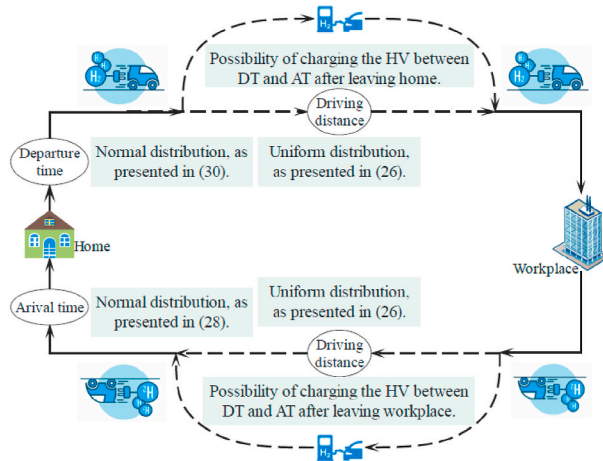 H₂
Possibility of charging the HV between
DT and AT after leaving home.
H₂
H₂
Driving
distance
Departure
time
Normal distribution, as
presented in (30).
Uniform distribution,
as presented in (26).
Home
Workplace
Arival time
Normal distribution, as
presented in (28).
Uniform distribution,
as presented in (26).
Driving
distance
Possibility of charging the HV between
DT and AT after leaving workplace.
H₂